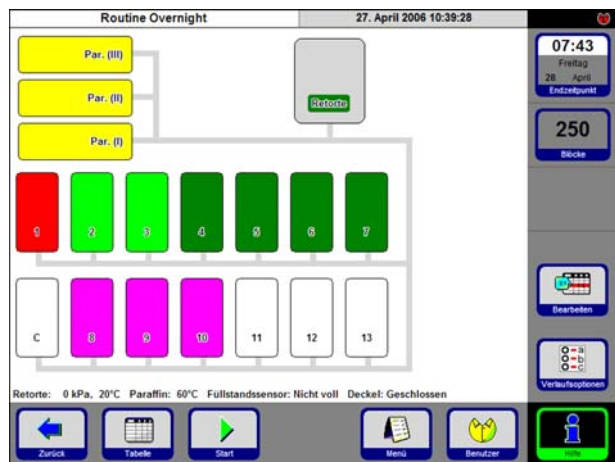 Routine Overnight
27. April 2006 10:39:28
Par. (III)
Par. (II)
Par. (I)
Retorte
1 2 3 4 5 6 7
C 8 9 10 11 12 13
Retorte: 0 kPa, 20°C Paraffin: 60°C Füllstandssensor: Nicht voll Deckel: Geschlossen
07:43
Freitag
28 April
Endzeitpunkt
250
Blöcke
Bearbeiten
Verlaufsoptionen
Zurück
Tabelle
Start
Menü
Benutzer
Hilfe